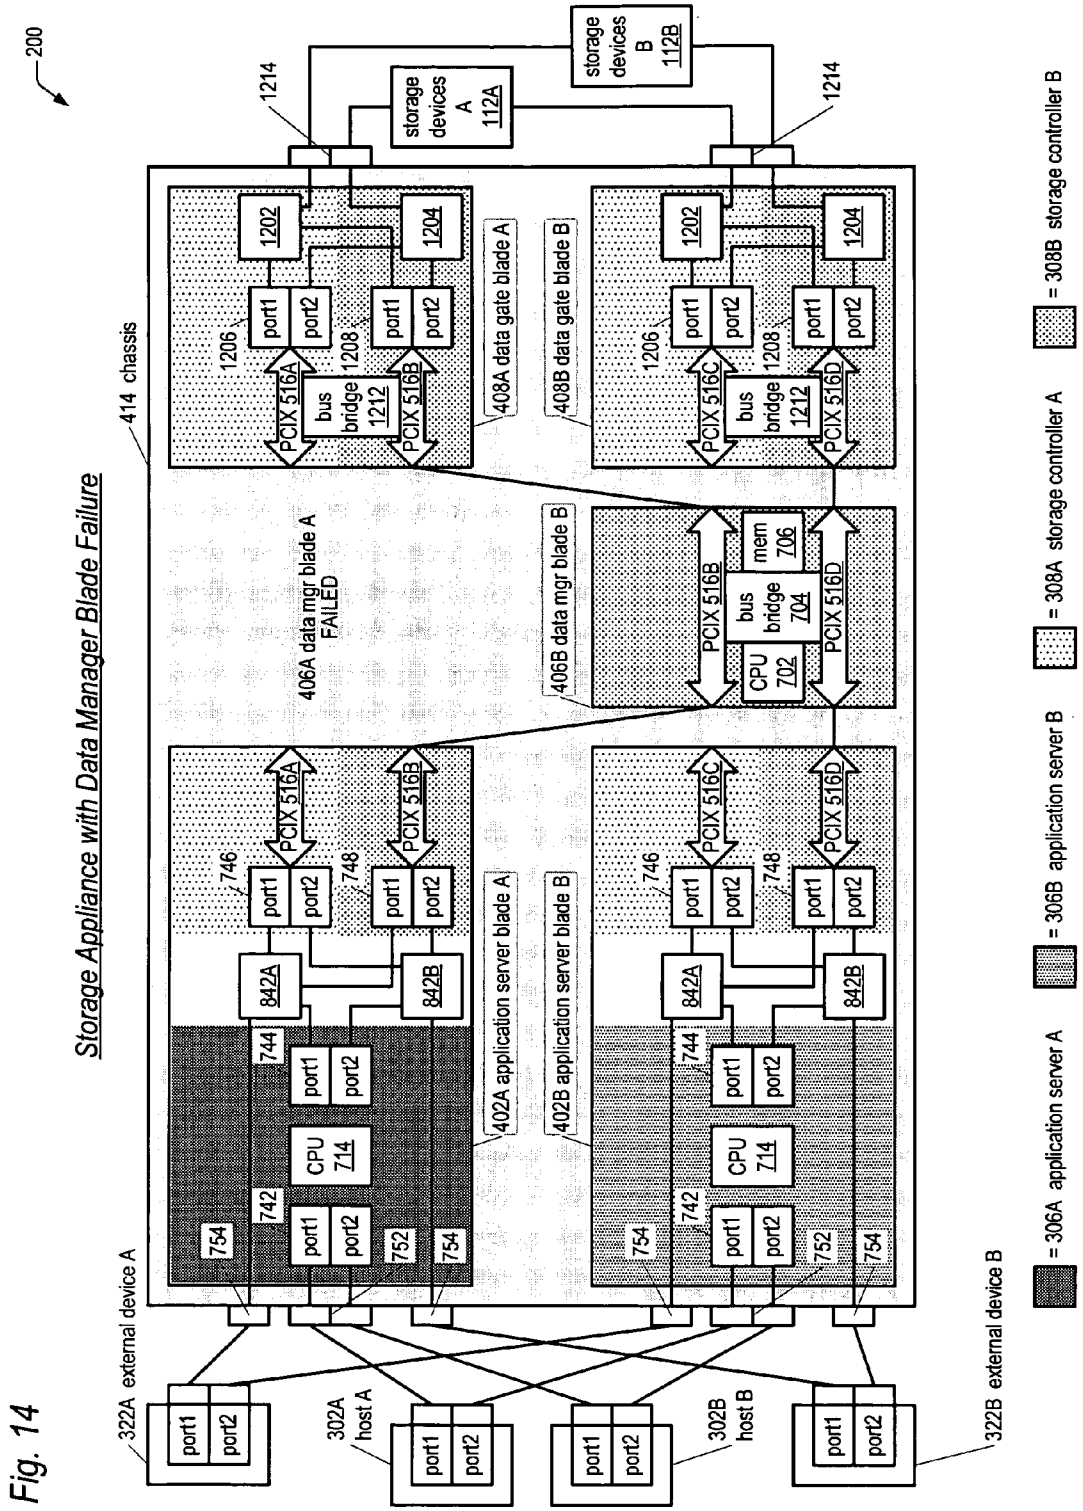 Fig. 14
Storage Appliance with Data Manager Blade Failure
200
414 chassis
322A external device A
port1
port2
302A
host A
port1
port2
302B
host B
port1
port2
322B external device B
port1
port2
754
742
port1
port2
752
754
CPU
714
744
port1
port2
842A
842B
746
port1
port2
748
port1
port2
PCIX 516A
PCIX 516B
402A application server blade A
406A data mgr blade A
FAILED
1206
port1
port2
1208
port1
port2
PCIX 516A
bus
bridge
1212
PCIX 516B
1202
1204
408A data gate blade A
1214
storage
devices
A
112A
storage
devices
B
112B
402B application server blade B
754
742
port1
port2
752
754
CPU
714
744
port1
port2
842A
842B
746
port1
port2
748
port1
port2
PCIX 516C
PCIX 516D
406B data mgr blade B
PCIX 516B
CPU
702
bus
bridge
704
mem
706
PCIX 516D
408B data gate blade B
1206
port1
port2
1208
port1
port2
PCIX 516C
bus
bridge
1212
PCIX 516D
1202
1204
1214
= 306A application server A
= 306B application server B
= 308A storage controller A
= 308B storage controller B